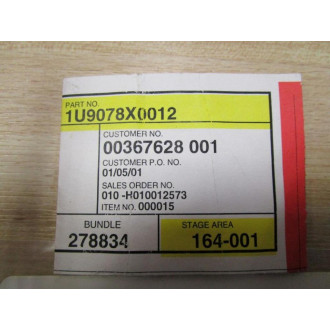 PART NO.
1U9078X0012
CUSTOMER NO.
00367628 001
CUSTOMER P.O. NO.
01/05/01
SALES ORDER NO.
010 -H010012573
ITEM NO. 000015
BUNDLE
278834
STAGE AREA
164-001